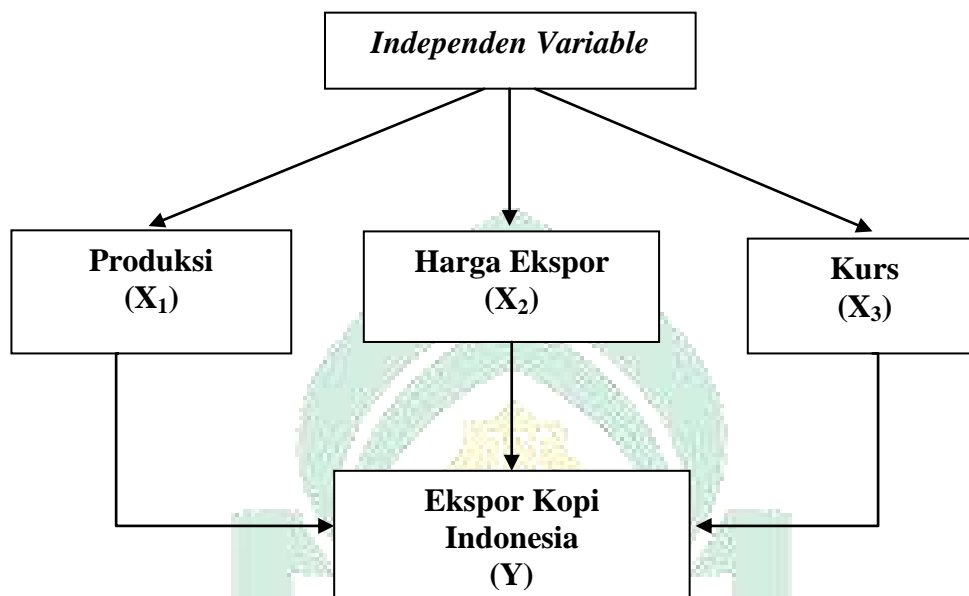 Independen Variable
Produksi
(X₁)
Harga Ekspor
(X₂)
Kurs
(X₃)
Ekspor Kopi
Indonesia
(Y)